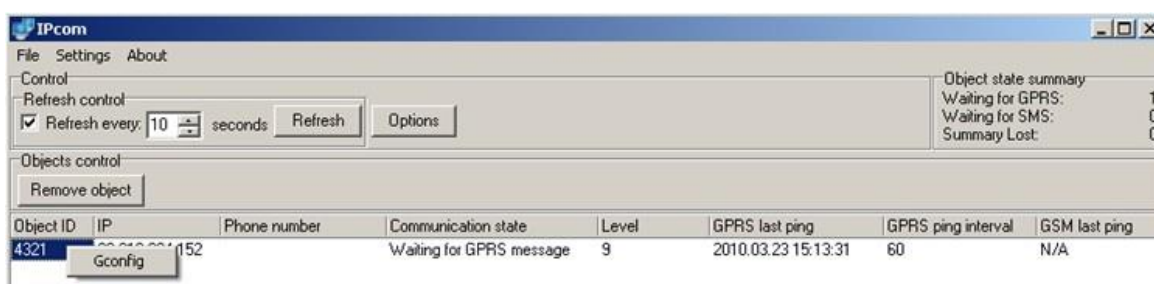 IPcom
File Settings About
Control
Object state summary
Refresh control
Waiting for GPRS: 1
Refresh every: 10 seconds Refresh Options
Waiting for SMS:
Summary Lost:
Objects control
Remove object
Object ID IP Phone number Communication state Level GPRS last ping GPRS ping interval GSM last ping
4321 152 Waiting for GPRS message 9 2010.03.23 15:13:31 60 N/A
Gconfig